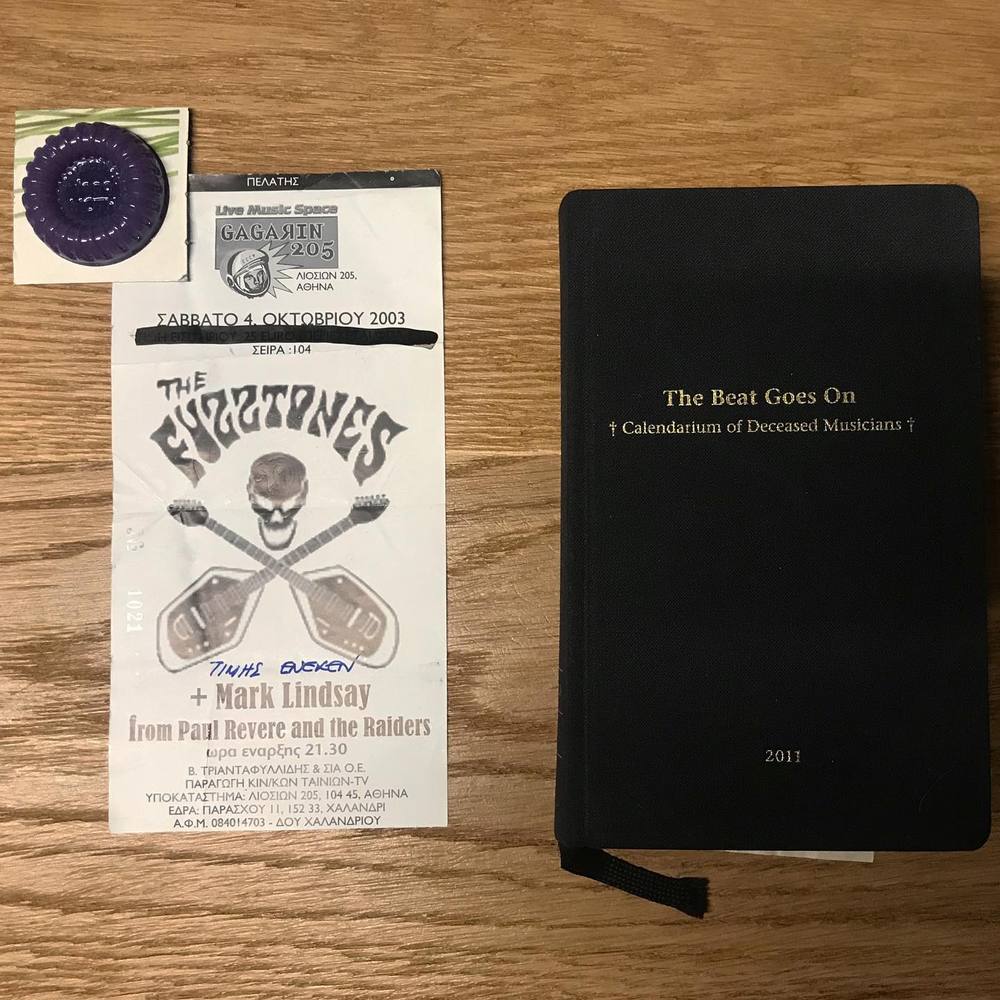 ΠΕΛΑΤΗΣ
Live Music Space
GAGAЯIN
205
ΛΙΟΣΙΩΝ 205,
ΑΘΗΝΑ
ΣΑΒΒΑΤΟ 4. ΟΚΤΩΒΡΙΟΥ 2003
ΣΕΙΡΑ :104
THE
FUZZTONES
1021
ΤΙΜΗΣ ΕΝΕΚΕΝ
+ Mark Lindsay
from Paul Revere and the Raiders
ωρα εναρξης 21.30
Β. ΤΡΙΑΝΤΑΦΥΛΛΙΔΗΣ & ΣΙΑ Ο.Ε.
ΠΑΡΑΓΩΓΗ ΚΙΝ/ΚΩΝ ΤΑΙΝΙΩΝ-TV
ΥΠΟΚΑΤΑΣΤΗΜΑ: ΛΙΟΣΙΩΝ 205, 104 45, ΑΘΗΝΑ
ΕΔΡΑ: ΠΑΡΑΣΧΟΥ 11, 152 33, ΧΑΛΑΝΔΡΙ
Α.Φ.Μ. 084014703 - ΔΟΥ ΧΑΛΑΝΔΡΙΟΥ
The Beat Goes On
† Calendarium of Deceased Musicians †
2011